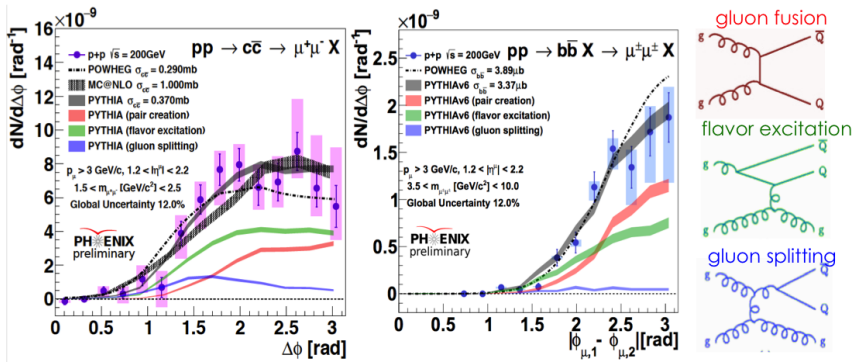 ×10⁻⁹
dN/dΔϕ [rad⁻¹]
16
14
12
10
8
6
4
2
0
p+p √s = 200GeV
pp → cc̅ → μ⁺μ⁻ X
POWHEG σcc̅ = 0.290mb
MC@NLO σcc̅ = 1.000mb
PYTHIA σcc̅ = 0.370mb
PYTHIA (pair creation)
PYTHIA (flavor excitation)
PYTHIA (gluon splitting)
pμ > 3 GeV/c, 1.2 < |ημ| < 2.2
1.5 < mμ⁺μ⁻ [GeV/c²] < 2.5
Global Uncertainty 12.0%
PHENIX
preliminary
0 0.5 1 1.5 2 2.5 3
Δϕ [rad]
×10⁻⁹
dN/dΔϕ [rad⁻¹]
2.5
2
1.5
1
0.5
0
p+p √s = 200GeV
pp → bb̅ X → μ±μ± X
POWHEG σbb̅ = 3.89μb
PYTHIAv6 σbb̅ = 3.37μb
PYTHIAv6 (pair creation)
PYTHIAv6 (flavor excitation)
PYTHIAv6 (gluon splitting)
pμ > 3 GeV/c, 1.2 < |ημ| < 2.2
3.5 < mμ±μ± [GeV/c²] < 10.0
Global Uncertainty 12.0%
PHENIX
preliminary
0 0.5 1 1.5 2 2.5 3
|ϕμ,1 - ϕμ,2|[rad]
gluon fusion
g Q̅
g Q
flavor excitation
g Q̅
Q
g g
gluon splitting
g Q̅
Q
g g